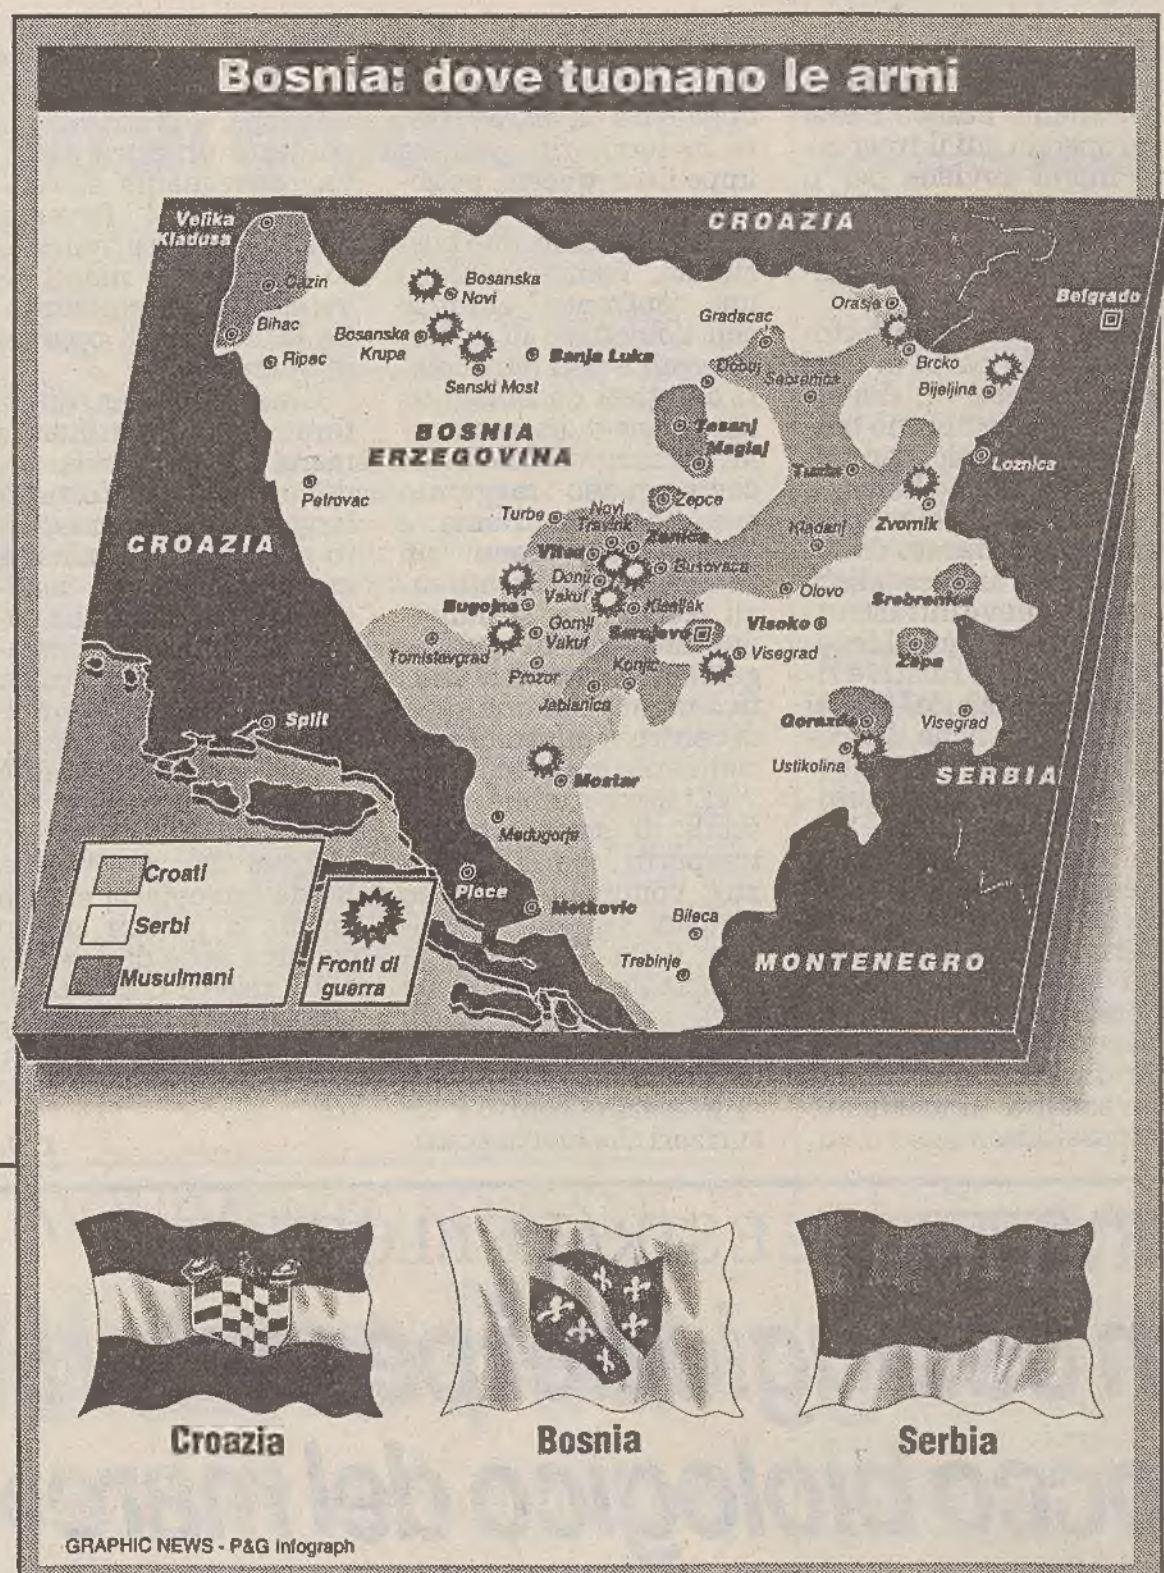 Bosnia: dove tuonano le armi
Velika
Kladusa
CROAZIA
Cazin
Bosanska
Novi
Orasje
Belgrado
Gradacac
Bihac
Bosanska
Krupa
Ripac
Banja Luka
Brcko
Sanski Most
Doboj
Bijeljina
BOSNIA
ERZEGOVINA
Tesanj
Maglaj
Loznica
Petrovac
Zepce
Turbe
Novi
Travnik
Zvornik
Kladanj
CROAZIA
Vitez
Zenica
Busovaca
Donji
Vakuf
Olovo
Srebrenica
Bugojno
Kiseljak
Gornji
Vakuf
Sarajevo
Visoko
Tomislavgrad
Visegrad
Zepa
Prozor
Konjic
Jablanica
Split
Gorazde
Visegrad
Ustikolina
Mostar
SERBIA
Medugorje
Croati
Ploce
Serbi
Metkovic
Bileca
Musulmani
Fronti di
guerra
Trebinje
MONTENEGRO
Croazia
Bosnia
Serbia
GRAPHIC NEWS - P&G Infograph